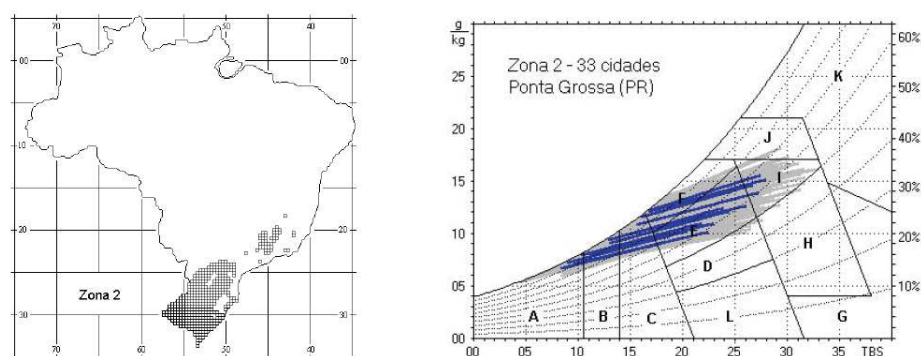 70
60
50
40
00
00
10
10
20
20
Zona 2
30
30
70
60
50
40
g
kg
Zona 2 - 33 cidades
Ponta Grossa (PR)
60%
50%
40%
30%
20%
10%
25
20
15
10
05
00
K
J
I
F
E
H
D
A
B
C
L
G
00
05
10
15
20
25
30
35
TBS